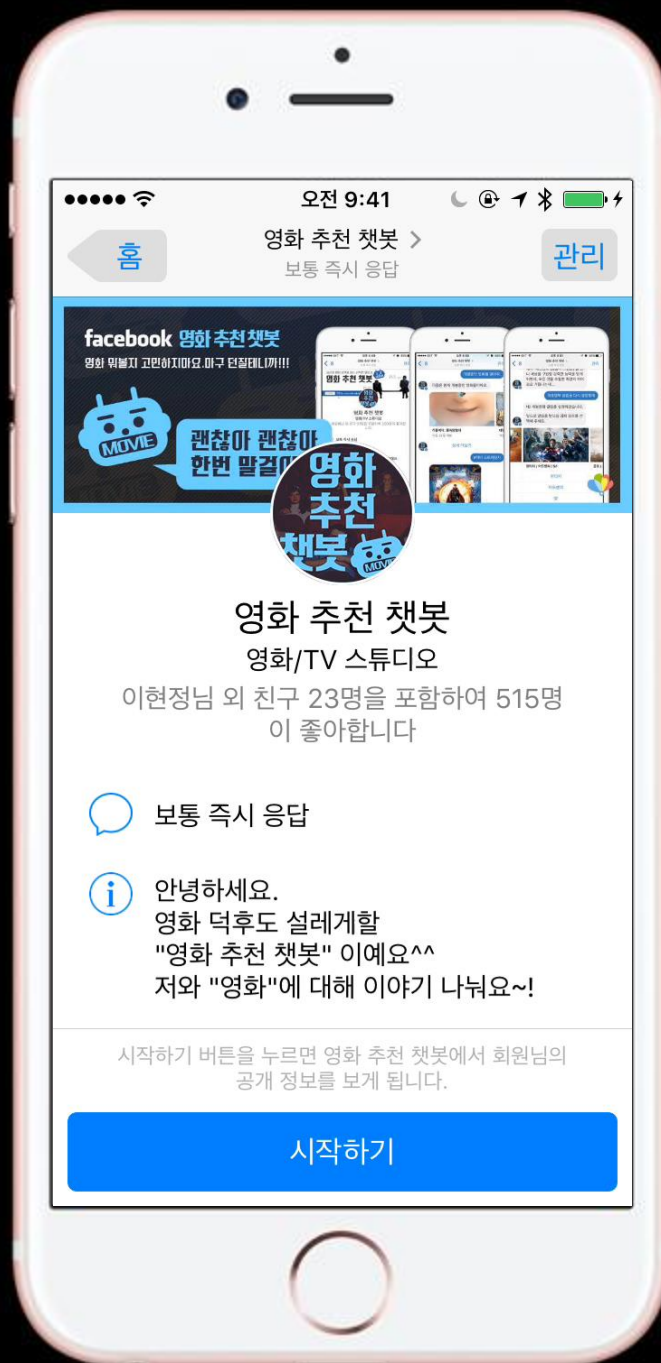 오전 9:41
홈
영화 추천 챗봇
보통 즉시 응답
관리
facebook 영화 추천 챗봇
영화 뭐볼지 고민하지마요.마구 던질테니까!!!
MOVIE
괜찮아 괜찮아
한번 말걸어
영화
추천
챗봇
MOVIE
영화 추천 챗봇
영화/TV 스튜디오
이현정님 외 친구 23명을 포함하여 515명
이 좋아합니다
보통 즉시 응답
안녕하세요.
영화 덕후도 설레게할
"영화 추천 챗봇" 이예요^^
저와 "영화"에 대해 이야기 나눠요~!
시작하기 버튼을 누르면 영화 추천 챗봇에서 회원님의
공개 정보를 보게 됩니다.
시작하기